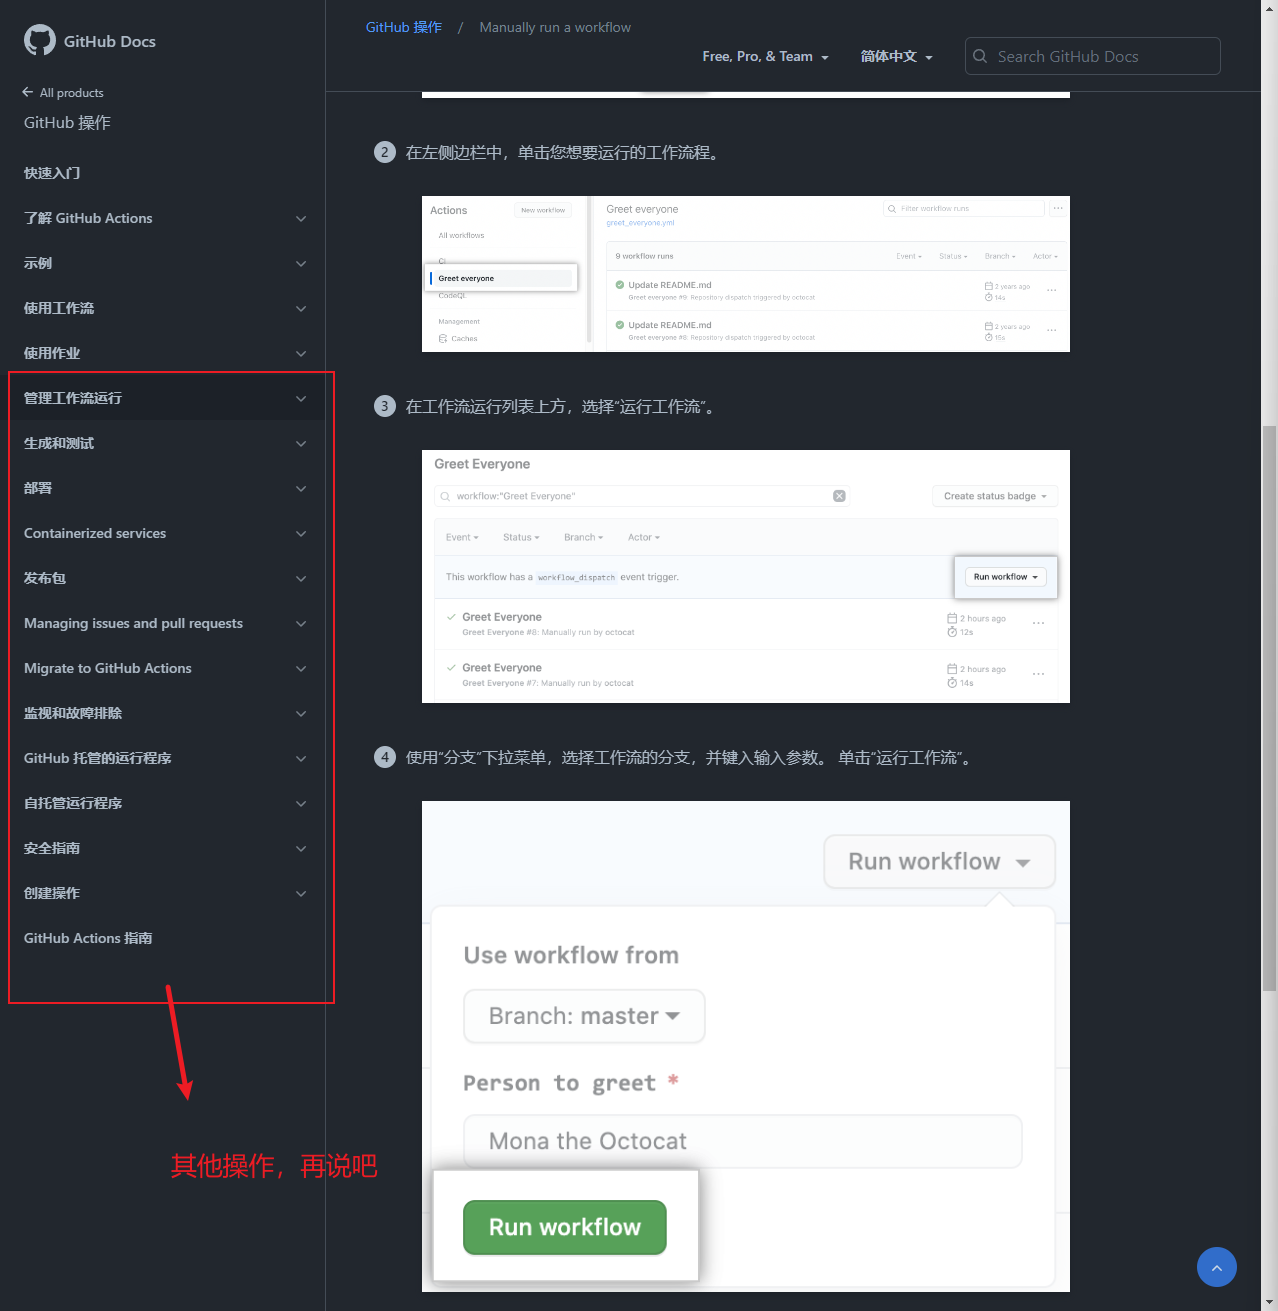 GitHub Docs
All products
GitHub 操作
快速入门
了解 GitHub Actions
示例
使用工作流
使用作业
管理工作流运行
生成和测试
部署
Containerized services
发布包
Managing issues and pull requests
Migrate to GitHub Actions
监视和故障排除
GitHub 托管的运行程序
自托管运行程序
安全指南
创建操作
GitHub Actions 指南
其他操作，再说吧
GitHub 操作 / Manually run a workflow
Free, Pro, & Team 简体中文 Search GitHub Docs
2 在左侧边栏中，单击您想要运行的工作流程。
Actions New workflow
All workflows
CI
Greet everyone
CodeQL
Management
Caches
Greet everyone Filter workflow runs ...
greet_everyone.yml
9 workflow runs Event Status Branch Actor
Update README.md 2 years ago ...
Greet everyone #9: Repository dispatch triggered by octocat 14s
Update README.md 2 years ago ...
Greet everyone #8: Repository dispatch triggered by octocat 15s
3 在工作流运行列表上方，选择“运行工作流”。
Greet Everyone
workflow:"Greet Everyone" Create status badge
Event Status Branch Actor
This workflow has a workflow_dispatch event trigger. Run workflow
Greet Everyone 2 hours ago ...
Greet Everyone #8: Manually run by octocat 12s
Greet Everyone 2 hours ago ...
Greet Everyone #7: Manually run by octocat 14s
4 使用“分支”下拉菜单，选择工作流的分支，并键入输入参数。 单击“运行工作流”。
Run workflow
Use workflow from
Branch: master
Person to greet *
Mona the Octocat
Run workflow